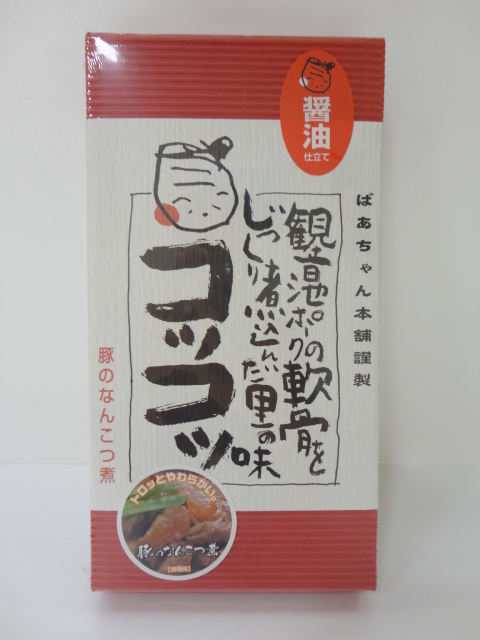 醤油
仕立て
ばあちゃん本舗謹製
観音池ポークの軟骨を
じっくり煮込んだ里の味
コツコツ
豚のなんこつ煮
トロッとやわらかい。
豚のなんこつ煮